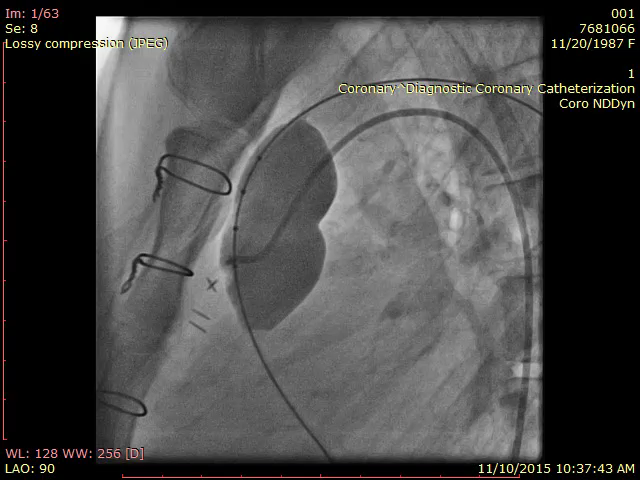 Im: 1/63
Se: 8
Lossy compression (JPEG)
001
7681066
11/20/1987 F
1
Coronary^Diagnostic Coronary Catheterization
Coro NDDyn
WL: 128 WW: 256 [D]
LAO: 90
11/10/2015 10:37:43 AM